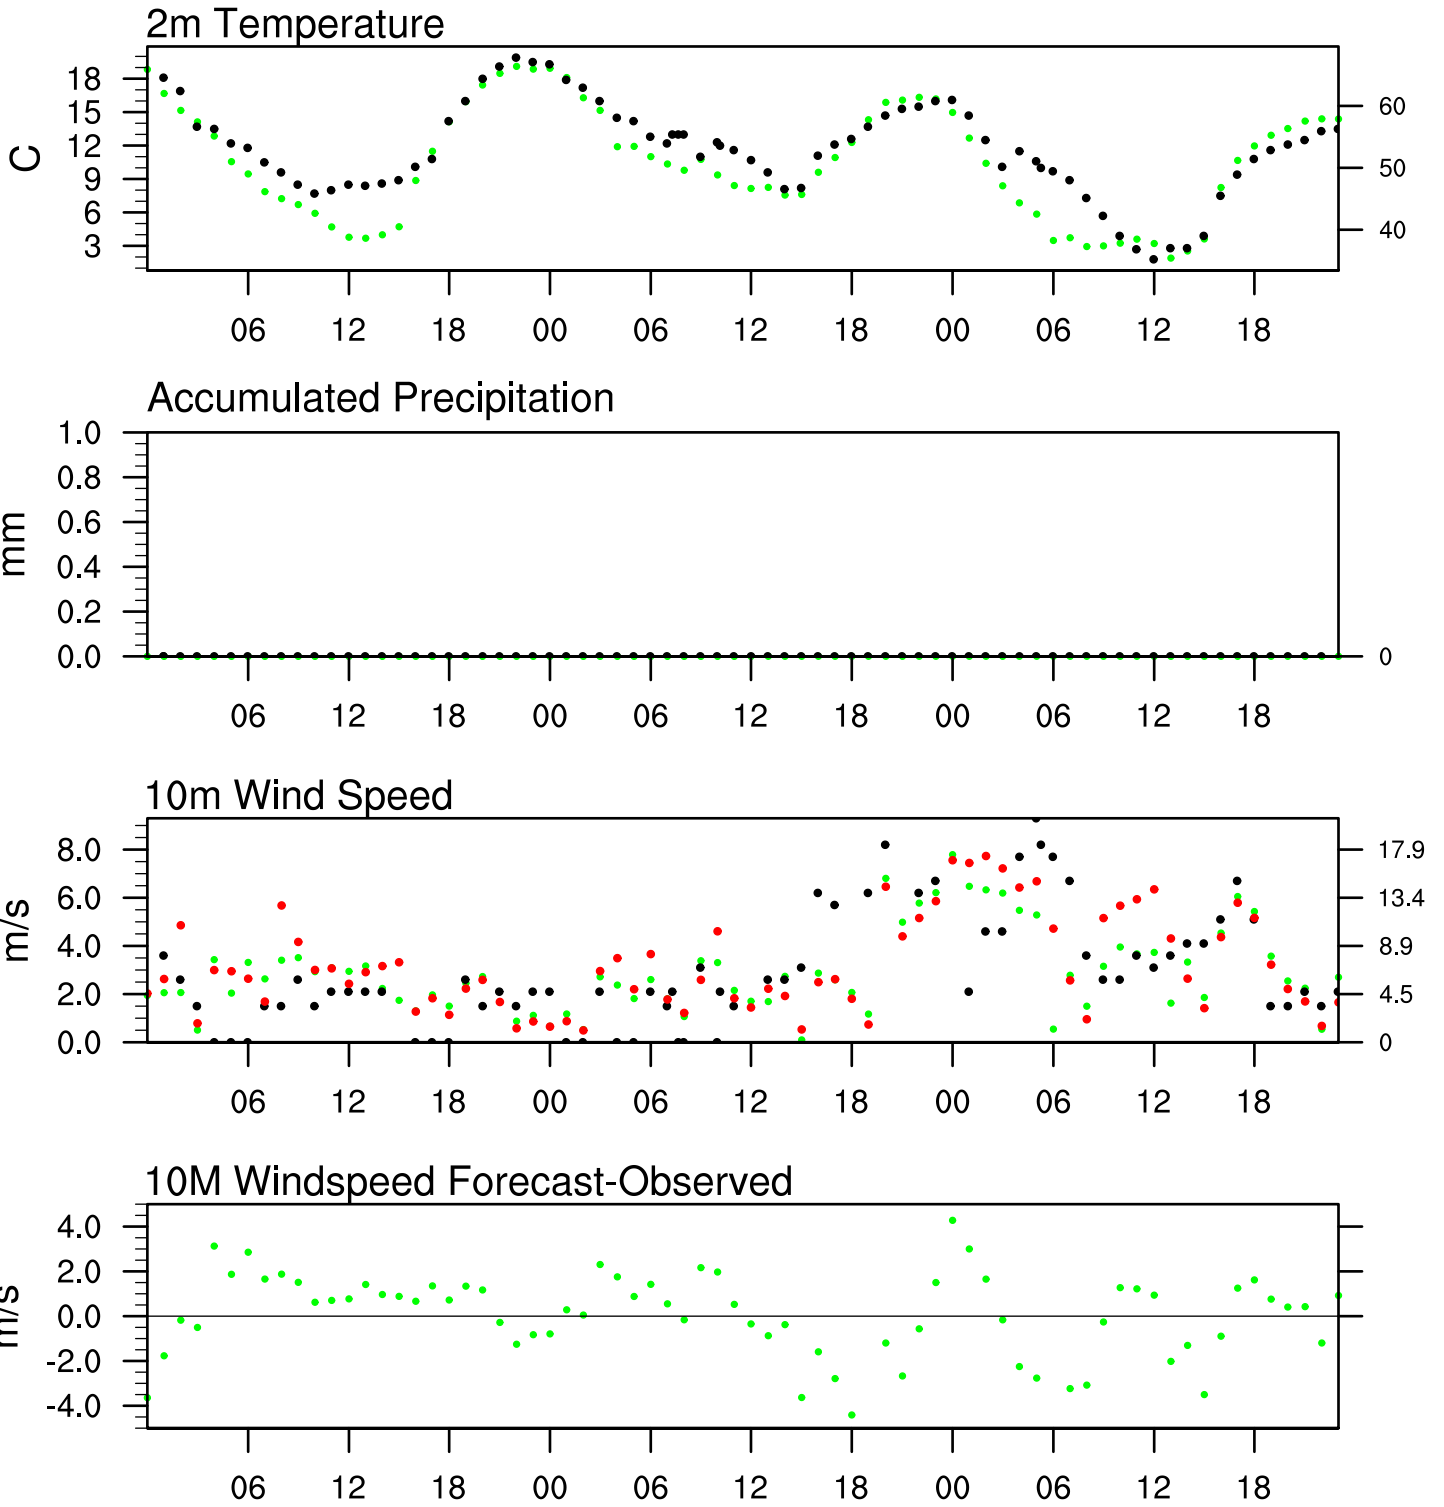 2m Temperature
18
15
12
9
6
3
C
60
50
40
06 12 18 00 06 12 18 00 06 12 18
Accumulated Precipitation
1.0
0.8
0.6
0.4
0.2
0.0
mm
0
06 12 18 00 06 12 18 00 06 12 18
10m Wind Speed
8.0
6.0
4.0
2.0
0.0
m/s
17.9
13.4
8.9
4.5
0
06 12 18 00 06 12 18 00 06 12 18
10M Windspeed Forecast-Observed
4.0
2.0
0.0
-2.0
-4.0
m/s
06 12 18 00 06 12 18 00 06 12 18